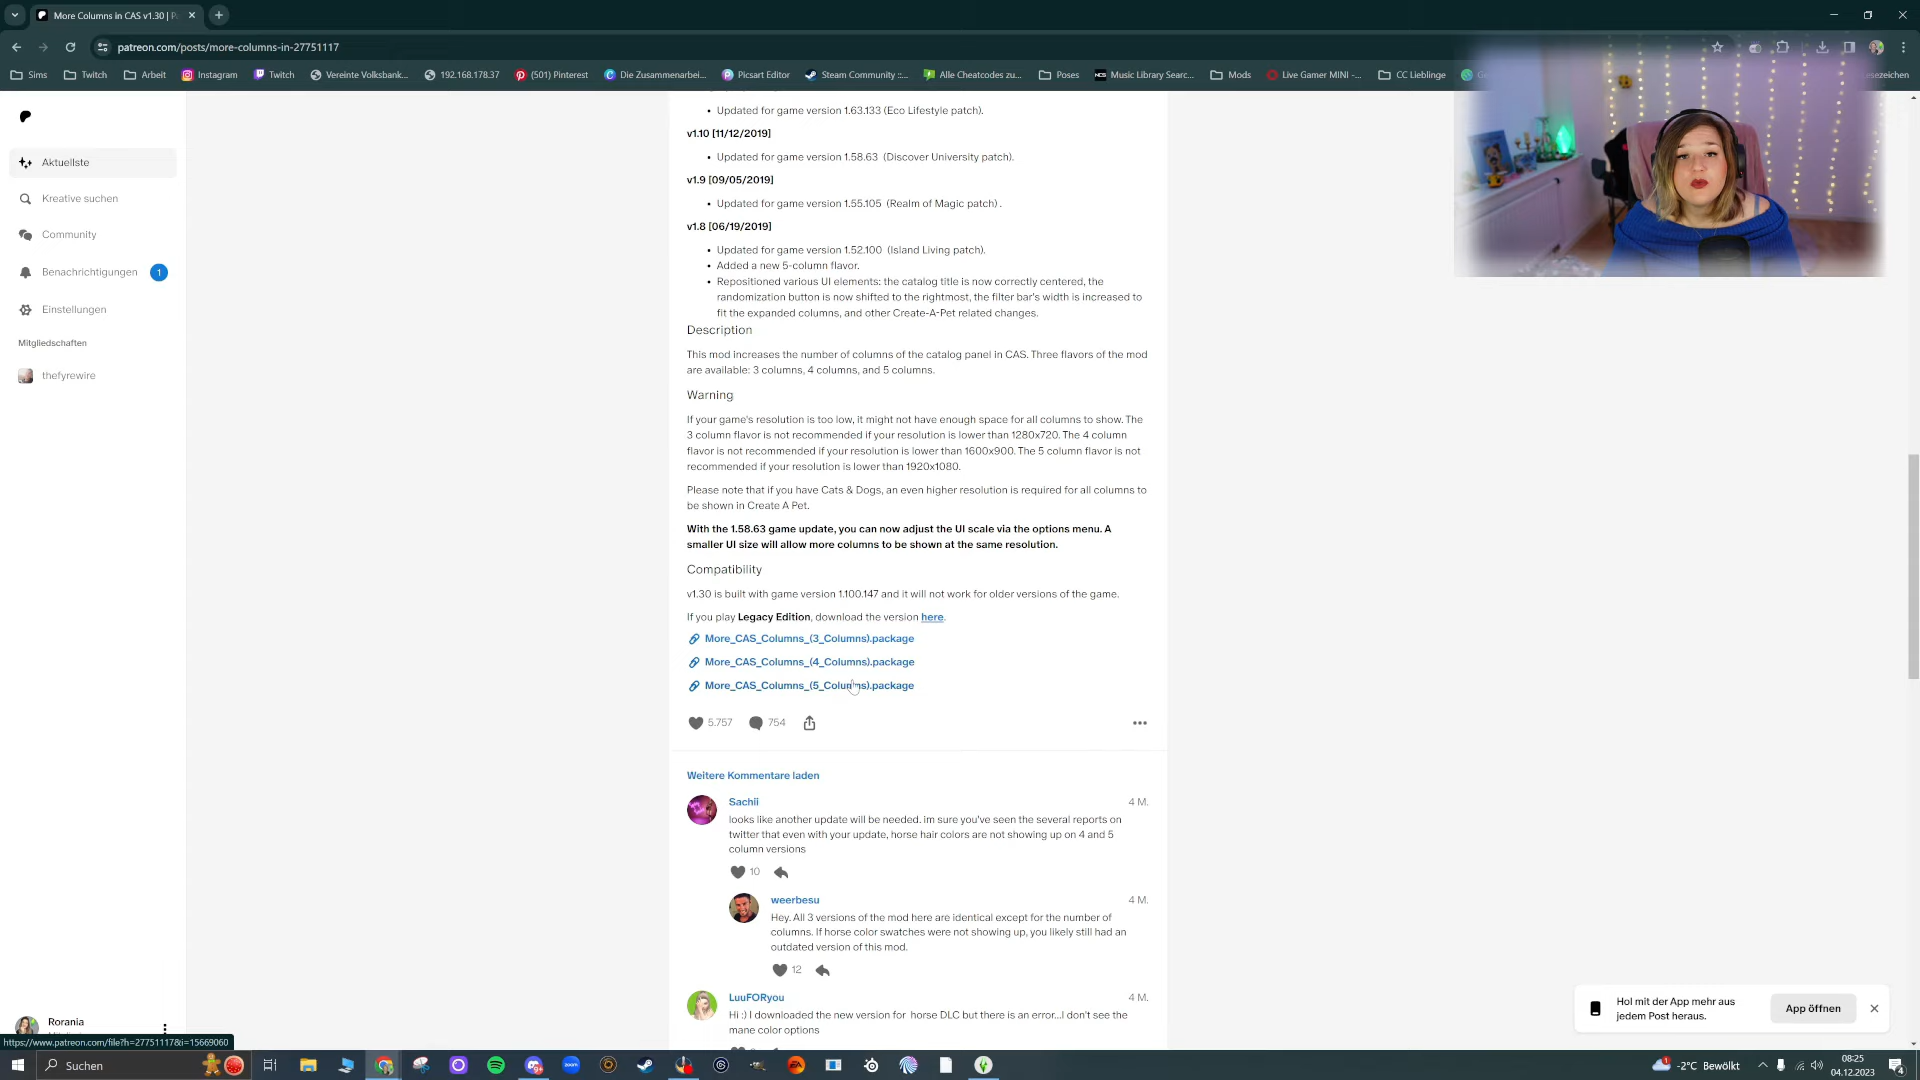 More Columns in CAS v1.30 | P
patreon.com/posts/more-columns-in-27751117
Sims
Twitch
Arbeit
Instagram
Twitch
Vereinte Volksbank...
192.168.178.37
(501) Pinterest
Die Zusammenarbei...
Picsart Editor
Steam Community ::...
Alle Cheatcodes zu...
Poses
Music Library Searc...
Mods
Live Gamer MINI -...
CC Lieblinge
Aktuellste
Kreative suchen
Community
Benachrichtigungen 1
Einstellungen
Mitgliedschaften
thefyrewire
• Updated for game version 1.63.133 (Eco Lifestyle patch).
v1.10 [11/12/2019]
• Updated for game version 1.58.63 (Discover University patch).
v1.9 [09/05/2019]
• Updated for game version 1.55.105 (Realm of Magic patch) .
v1.8 [06/19/2019]
• Updated for game version 1.52.100 (Island Living patch).
• Added a new 5-column flavor.
• Repositioned various UI elements: the catalog title is now correctly centered, the
randomization button is now shifted to the rightmost, the filter bar's width is increased to
fit the expanded columns, and other Create-A-Pet related changes.
Description
This mod increases the number of columns of the catalog panel in CAS. Three flavors of the mod
are available: 3 columns, 4 columns, and 5 columns.
Warning
If your game's resolution is too low, it might not have enough space for all columns to show. The
3 column flavor is not recommended if your resolution is lower than 1280x720. The 4 column
flavor is not recommended if your resolution is lower than 1600x900. The 5 column flavor is not
recommended if your resolution is lower than 1920x1080.
Please note that if you have Cats & Dogs, an even higher resolution is required for all columns to
be shown in Create A Pet.
With the 1.58.63 game update, you can now adjust the UI scale via the options menu. A
smaller UI size will allow more columns to be shown at the same resolution.
Compatibility
v1.30 is built with game version 1.100.147 and it will not work for older versions of the game.
If you play Legacy Edition, download the version here.
More_CAS_Columns_(3_Columns).package
More_CAS_Columns_(4_Columns).package
More_CAS_Columns_(5_Columns).package
5.757
754
Weitere Kommentare laden
Sachii
4 M.
looks like another update will be needed. im sure you've seen the several reports on
twitter that even with your update, horse hair colors are not showing up on 4 and 5
column versions
10
weerbesu
4 M.
Hey. All 3 versions of the mod here are identical except for the number of
columns. If horse color swatches were not showing up, you likely still had an
outdated version of this mod.
12
LuuFORyou
4 M.
Hi :) I downloaded the new version for horse DLC but there is an error...I don't see the
mane color options
Hol mit der App mehr aus
jedem Post heraus.
App öffnen
Rorania
https://www.patreon.com/file?h=27751117&i=15669060
Suchen
-2°C Bewölkt
08:25
04.12.2023